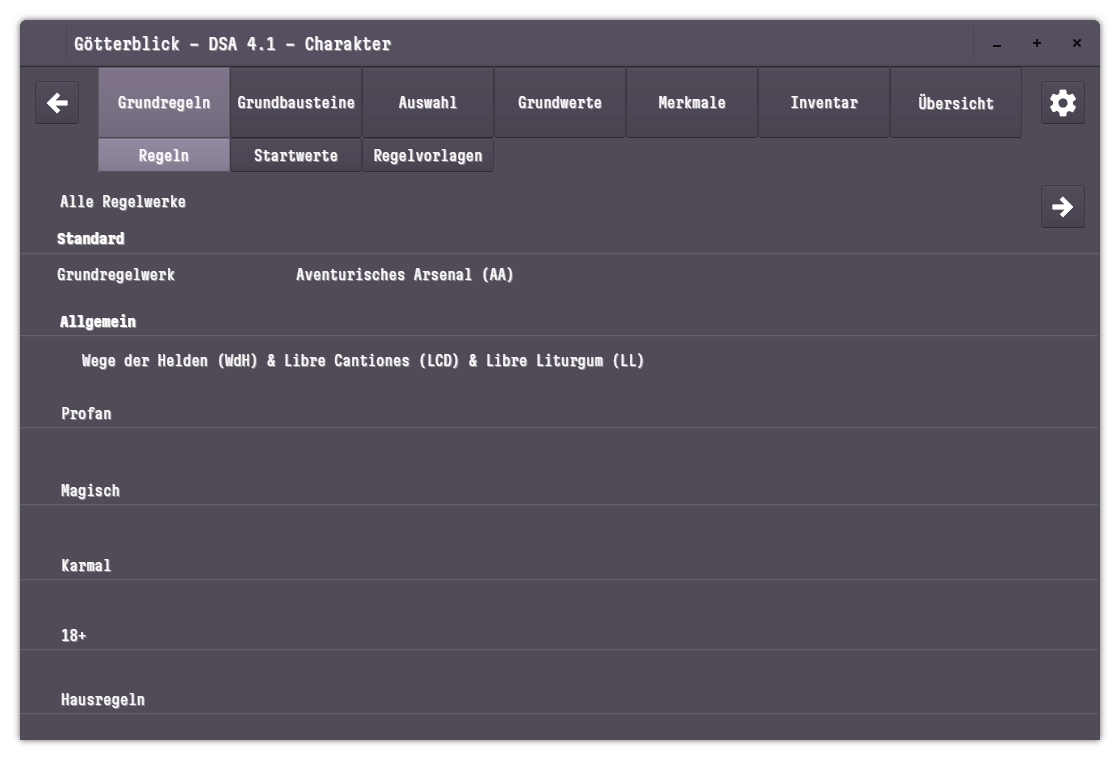 Götterblick – DSA 4.1 – Charakter
Grundregeln Grundbausteine Auswahl Grundwerte Merkmale Inventar Übersicht
Regeln Startwerte Regelvorlagen
Alle Regelwerke
Standard
Grundregelwerk Aventurisches Arsenal (AA)
Allgemein
Wege der Helden (WdH) & Libre Cantiones (LCD) & Libre Liturgum (LL)
Profan
Magisch
Karmal
18+
Hausregeln